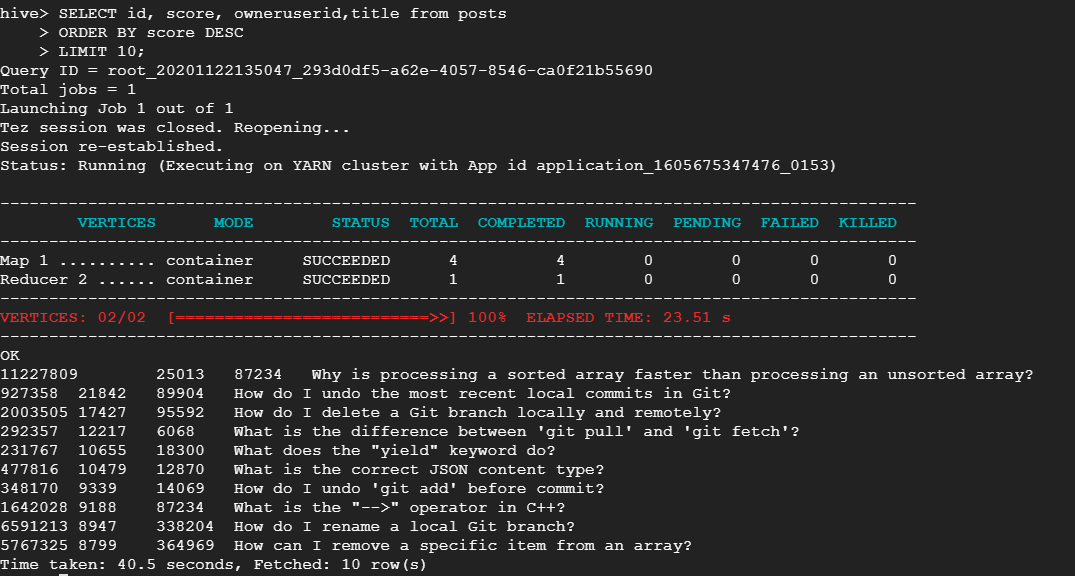 hive> SELECT id, score, owneruserid,title from posts
    > ORDER BY score DESC
    > LIMIT 10;
Query ID = root_20201122135047_293d0df5-a62e-4057-8546-ca0f21b55690
Total jobs = 1
Launching Job 1 out of 1
Tez session was closed. Reopening...
Session re-established.
Status: Running (Executing on YARN cluster with App id application_1605675347476_0153)
----------------------------------------------------------------------------------------------
        VERTICES      MODE        STATUS  TOTAL  COMPLETED  RUNNING  PENDING  FAILED  KILLED
----------------------------------------------------------------------------------------------
Map 1 .......... container     SUCCEEDED      4          4        0        0       0       0
Reducer 2 ...... container     SUCCEEDED      1          1        0        0       0       0
----------------------------------------------------------------------------------------------
VERTICES: 02/02  [==========================>>] 100%  ELAPSED TIME: 23.51 s
----------------------------------------------------------------------------------------------
OK
11227809        25013   87234   Why is processing a sorted array faster than processing an unsorted array?
927358  21842   89904   How do I undo the most recent local commits in Git?
2003505 17427   95592   How do I delete a Git branch locally and remotely?
292357  12217   6068    What is the difference between 'git pull' and 'git fetch'?
231767  10655   18300   What does the "yield" keyword do?
477816  10479   12870   What is the correct JSON content type?
348170  9339    14069   How do I undo 'git add' before commit?
1642028 9188    87234   What is the "-->" operator in C++?
6591213 8947    338204  How do I rename a local Git branch?
5767325 8799    364969  How can I remove a specific item from an array?
Time taken: 40.5 seconds, Fetched: 10 row(s)